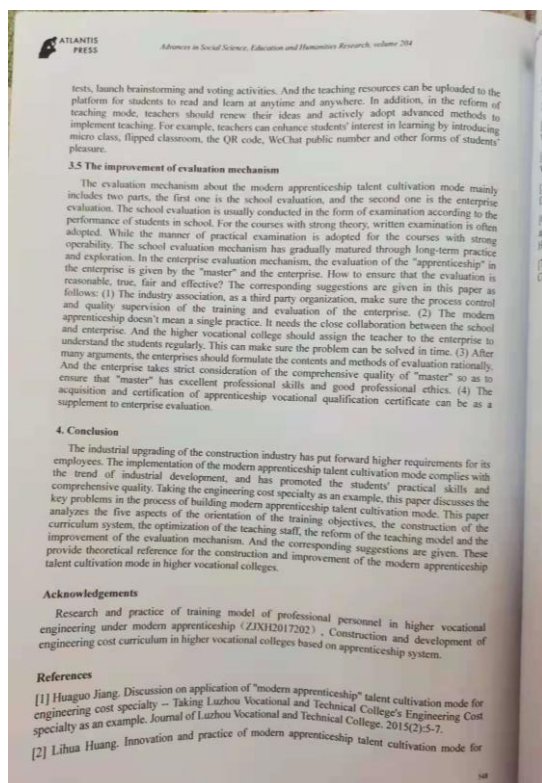 ATLANTIS
PRESS
Advances in Social Science, Education and Humanities Research, volume 204
tests, launch brainstorming and voting activities. And the teaching resources can be uploaded to the
platform for students to read and learn at anytime and anywhere. In addition, in the reform of
teaching mode, teachers should renew their ideas and actively adopt advanced methods to
implement teaching. For example, teachers can enhance students' interest in learning by introducing
micro class, flipped classroom, the QR code, WeChat public number and other forms of students'
pleasure.
3.5 The improvement of evaluation mechanism
The evaluation mechanism about the modern apprenticeship talent cultivation mode mainly
includes two parts, the first one is the school evaluation, and the second one is the enterprise
evaluation. The school evaluation is usually conducted in the form of examination according to the
performance of students in school. For the courses with strong theory, written examination is often
adopted. While the manner of practical examination is adopted for the courses with strong
operability. The school evaluation mechanism has gradually matured through long-term practice
and exploration. In the enterprise evaluation mechanism, the evaluation of the "apprenticeship" in
the enterprise is given by the "master" and the enterprise. How to ensure that the evaluation is
reasonable, true, fair and effective? The corresponding suggestions are given in this paper as
follows: (1) The industry association, as a third party organization, make sure the process control
and quality supervision of the training and evaluation of the enterprise. (2) The modern
apprenticeship doesn't mean a single practice. It needs the close collaboration between the school
and enterprise. And the higher vocational college should assign the teacher to the enterprise to
understand the students regularly. This can make sure the problem can be solved in time. (3) After
many arguments, the enterprises should formulate the contents and methods of evaluation rationally.
And the enterprise takes strict consideration of the comprehensive quality of "master" so as to
ensure that "master" has excellent professional skills and good professional ethics. (4) The
acquisition and certification of apprenticeship vocational qualification certificate can be as a
supplement to enterprise evaluation.
4. Conclusion
The industrial upgrading of the construction industry has put forward higher requirements for its
employees. The implementation of the modern apprenticeship talent cultivation mode complies with
the trend of industrial development, and has promoted the students' practical skills and
comprehensive quality. Taking the engineering cost specialty as an example, this paper discusses the
key problems in the process of building modern apprenticeship talent cultivation mode. This paper
analyzes the five aspects of the orientation of the training objectives, the construction of the
curriculum system, the optimization of the teaching staff, the reform of the teaching model and the
improvement of the evaluation mechanism. And the corresponding suggestions are given. These
provide theoretical reference for the construction and improvement of the modern apprenticeship
talent cultivation mode in higher vocational colleges.
Acknowledgements
Research and practice of training model of professional personnel in higher vocational
engineering under modern apprenticeship (ZJXH2017202) , Construction and development of
engineering cost curriculum in higher vocational colleges based on apprenticeship system.
References
[1] Huaguo Jiang. Discussion on application of "modern apprenticeship" talent cultivation mode for
engineering cost specialty -- Taking Luzhou Vocational and Technical College's Engineering Cost
specialty as an example. Journal of Luzhou Vocational and Technical College. 2015(2):5-7.
[2] Lihua Huang. Innovation and practice of modern apprenticeship talent cultivation mode for